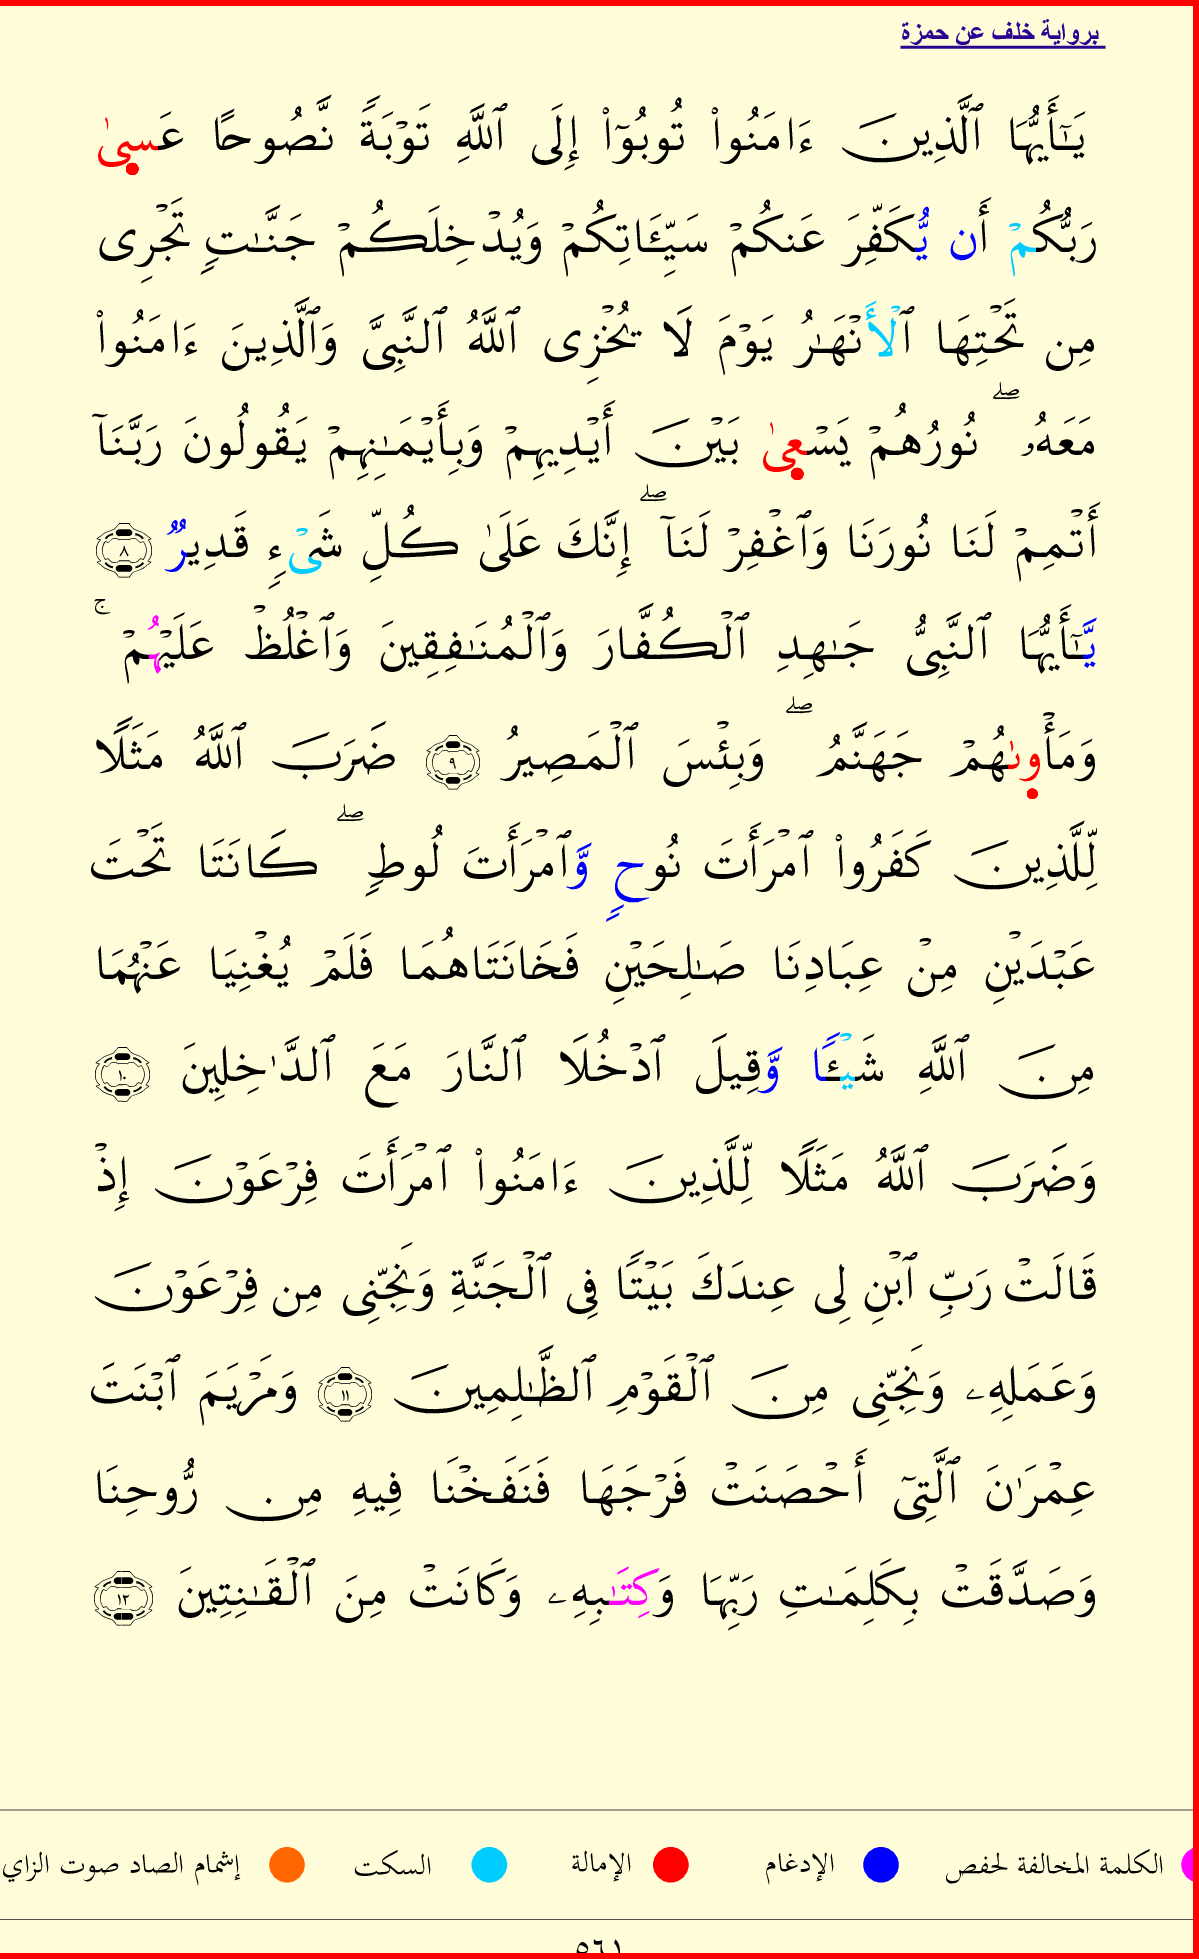 برواية خلف عن حمزة
يَٰٓأَيُّهَا ٱلَّذِينَ ءَامَنُوا۟ تُوبُوٓا۟ إِلَى ٱللَّهِ تَوْبَةً نَّصُوحًا عَسىٰ
رَبُّكُمْ أَن يُّكَفِّرَ عَنكُمْ سَيِّـَٔاتِكُمْ وَيُدْخِلَكُمْ جَنَّـٰتٍ تَجْرِى
مِن تَحْتِهَا ٱلْأَنْهَـٰرُ يَوْمَ لَا يُخْزِى ٱللَّهُ ٱلنَّبِىَّ وَٱلَّذِينَ ءَامَنُوا۟
مَعَهُۥ ۖ نُورُهُمْ يَسْعىٰ بَيْنَ أَيْدِيهِمْ وَبِأَيْمَـٰنِهِمْ يَقُولُونَ رَبَّنَآ
أَتْمِمْ لَنَا نُورَنَا وَٱغْفِرْ لَنَآ ۖ إِنَّكَ عَلَىٰ كُلِّ شَىْءٍ قَدِيرٌ ٨
يَّٰٓأَيُّهَا ٱلنَّبِىُّ جَـٰهِدِ ٱلْكُفَّارَ وَٱلْمُنَـٰفِقِينَ وَٱغْلُظْ عَلَيْهُمْ ۚ
وَمَأْوىٰهُمْ جَهَنَّمُ ۖ وَبِئْسَ ٱلْمَصِيرُ ٩ ضَرَبَ ٱللَّهُ مَثَلًا
لِّلَّذِينَ كَفَرُوا۟ ٱمْرَأَتَ نُوحٍ وَّٱمْرَأَتَ لُوطٍ ۖ كَانَتَا تَحْتَ
عَبْدَيْنِ مِنْ عِبَادِنَا صَـٰلِحَيْنِ فَخَانَتَاهُمَا فَلَمْ يُغْنِيَا عَنْهُمَا
مِنَ ٱللَّهِ شَيْـًٔا وَّقِيلَ ٱدْخُلَا ٱلنَّارَ مَعَ ٱلدَّٰخِلِينَ ١٠
وَضَرَبَ ٱللَّهُ مَثَلًا لِّلَّذِينَ ءَامَنُوا۟ ٱمْرَأَتَ فِرْعَوْنَ إِذْ
قَالَتْ رَبِّ ٱبْنِ لِى عِندَكَ بَيْتًا فِى ٱلْجَنَّةِ وَنَجِّنِى مِن فِرْعَوْنَ
وَعَمَلِهِۦ وَنَجِّنِى مِنَ ٱلْقَوْمِ ٱلظَّـٰلِمِينَ ١١ وَمَرْيَمَ ٱبْنَتَ
عِمْرَٰنَ ٱلَّتِىٓ أَحْصَنَتْ فَرْجَهَا فَنَفَخْنَا فِيهِ مِن رُّوحِنَا
وَصَدَّقَتْ بِكَلِمَـٰتِ رَبِّهَا وَكِتَـٰبِهِۦ وَكَانَتْ مِنَ ٱلْقَـٰنِتِينَ ١٢
الكلمة المخالفة لحفص الإدغام الإمالة السكت إشمام الصاد صوت الزاي
٥٦١